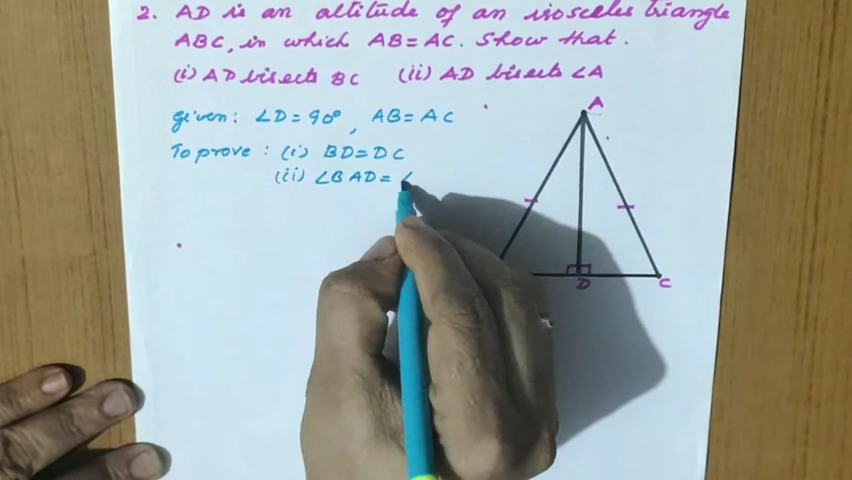 2. AD is an altitude of an isosceles triangle
ABC, in which AB = AC. Show that.
(i) AD bisects BC (ii) AD bisects ∠A
given: ∠D = 90°, AB = AC
To prove: (i) BD = DC
(ii) ∠BAD = ∠
A
D
C